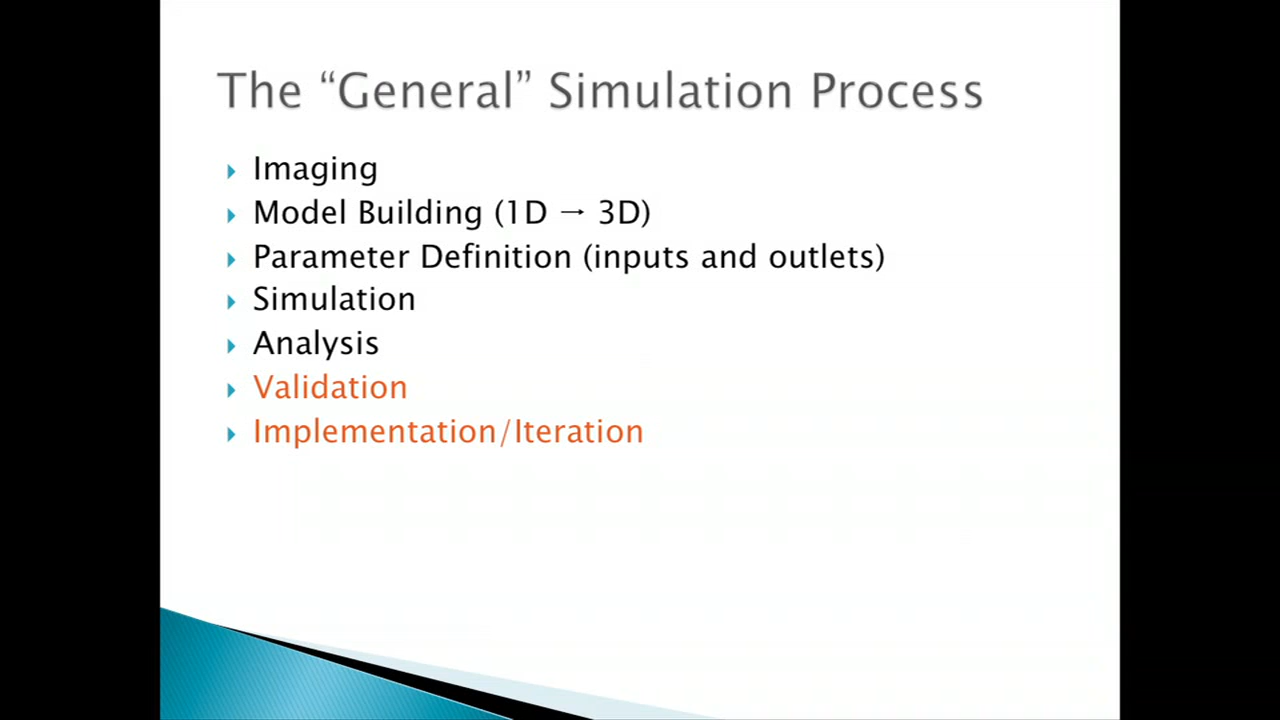 The “General” Simulation Process
Imaging
Model Building (1D → 3D)
Parameter Definition (inputs and outlets)
Simulation
Analysis
Validation
Implementation/Iteration